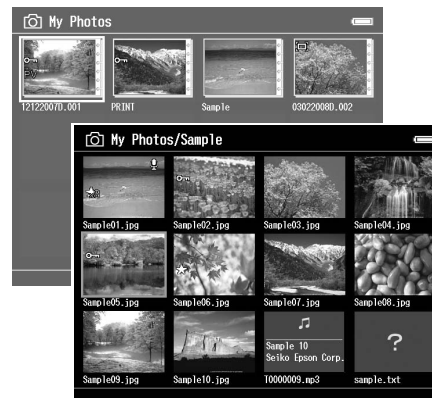 My Photos
12122007D.001 PRINT Sample 03022008D.002
My Photos/Sample
Sample01.jpg Sample02.jpg Sample03.jpg Sample04.jpg
Sample05.jpg Sample06.jpg Sample07.jpg Sample08.jpg
Sample 10
Seiko Epson Corp.
?
Sample09.jpg Sample10.jpg T0000009.mp3 sample.txt